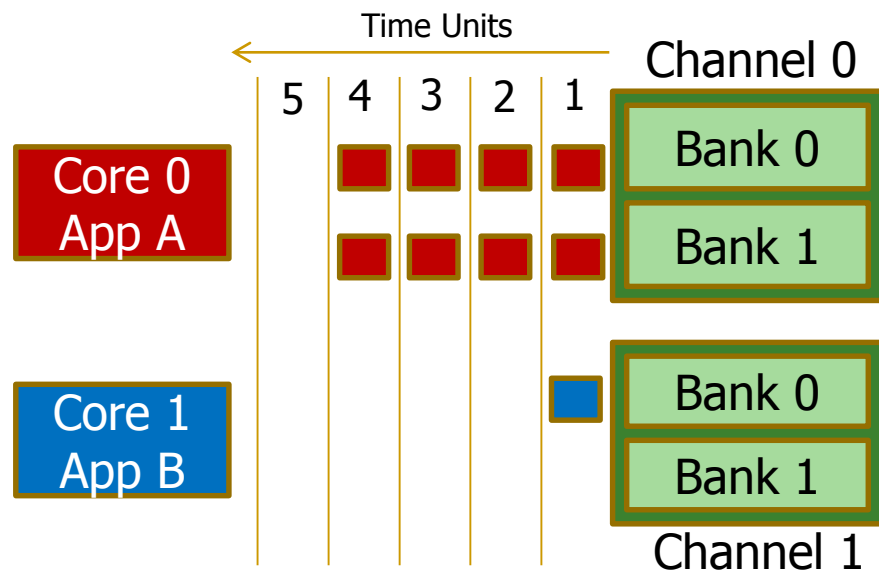 Time Units
Channel 0
5 4 3 2 1
Bank 0
Core 0
App A
Bank 1
Bank 0
Core 1
App B
Bank 1
Channel 1